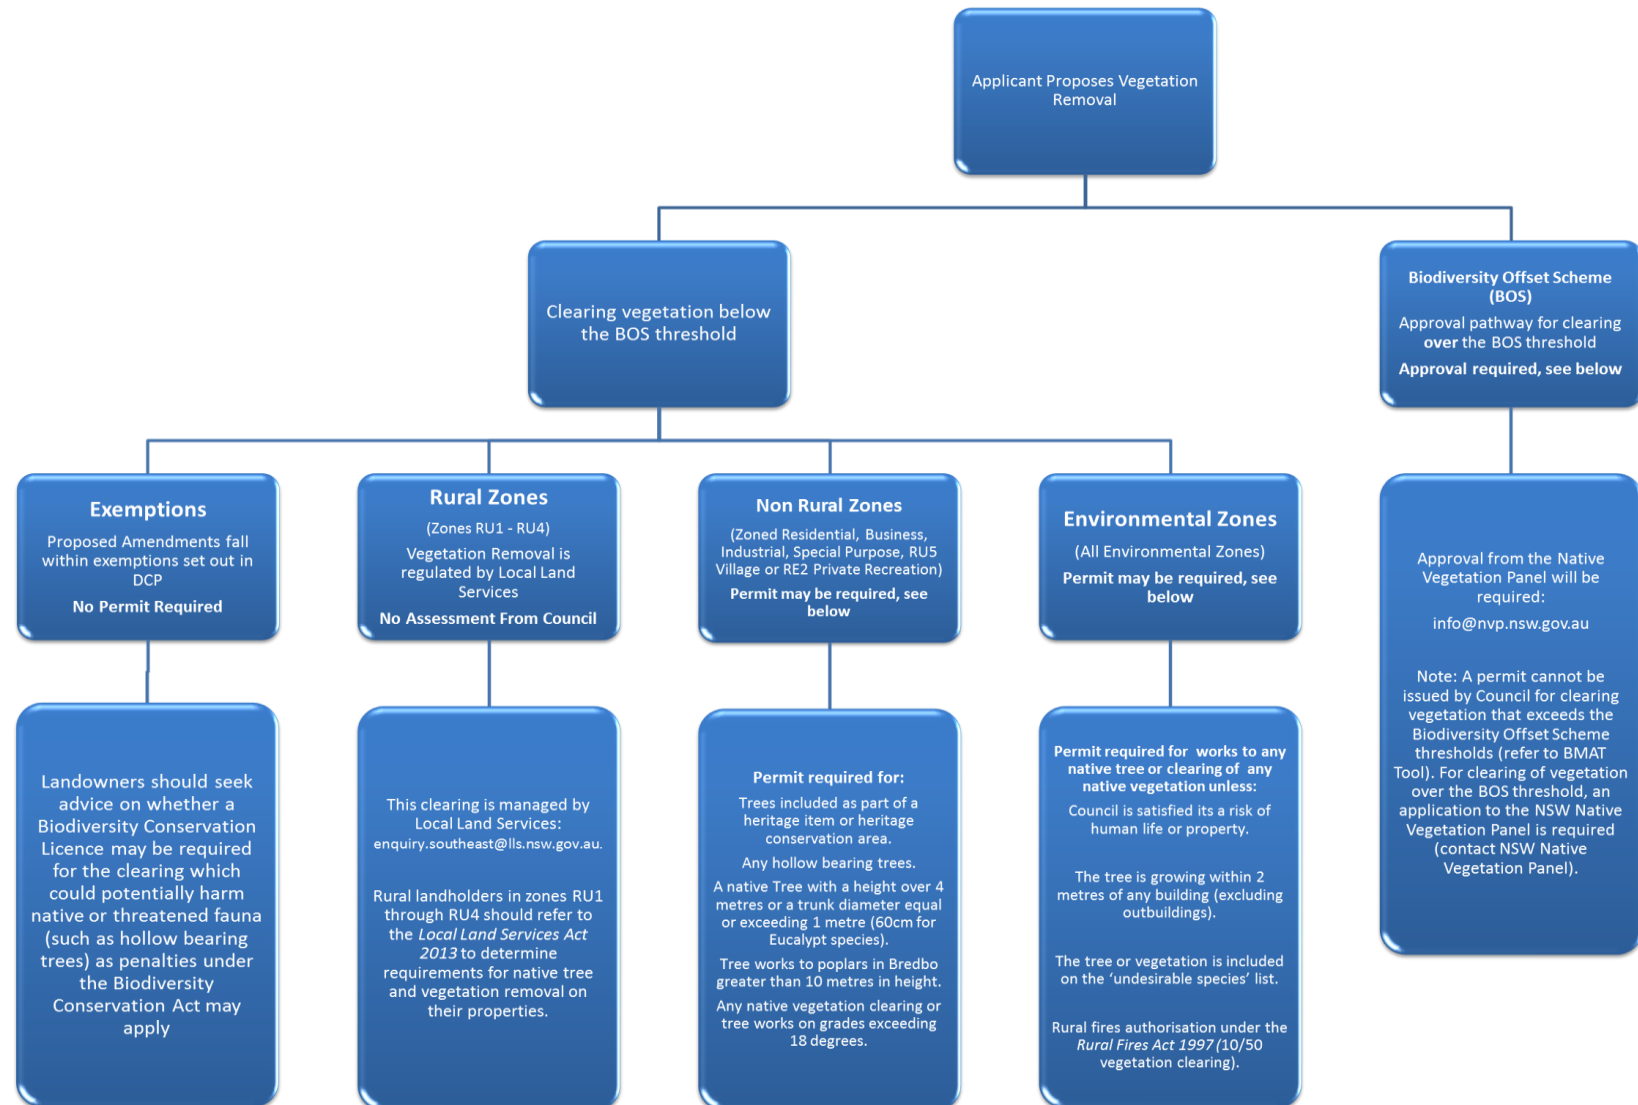 Applicant Proposes Vegetation
Removal
Clearing vegetation below
the BOS threshold
Biodiversity Offset Scheme
(BOS)
Approval pathway for clearing
over the BOS threshold
Approval required, see below
Exemptions
Proposed Amendments fall
within exemptions set out in
DCP
No Permit Required
Rural Zones
(Zones RU1 - RU4)
Vegetation Removal is
regulated by Local Land
Services
No Assessment From Council
Non Rural Zones
(Zoned Residential, Business,
Industrial, Special Purpose, RU5
Village or RE2 Private Recreation)
Permit may be required, see
below
Environmental Zones
(All Environmental Zones)
Permit may be required, see
below
Approval from the Native
Vegetation Panel will be
required:
info@nvp.nsw.gov.au
Note: A permit cannot be
issued by Council for clearing
vegetation that exceeds the
Biodiversity Offset Scheme
thresholds (refer to BMAT
Tool). For clearing of vegetation
over the BOS threshold, an
application to the NSW Native
Vegetation Panel is required
(contact NSW Native
Vegetation Panel).
Landowners should seek
advice on whether a
Biodiversity Conservation
Licence may be required
for the clearing which
could potentially harm
native or threatened fauna
(such as hollow bearing
trees) as penalties under
the Biodiversity
Conservation Act may
apply
This clearing is managed by
Local Land Services:
enquiry.southeast@lls.nsw.gov.au.
Rural landholders in zones RU1
through RU4 should refer to
the Local Land Services Act
2013 to determine
requirements for native tree
and vegetation removal on
their properties.
Permit required for:
Trees included as part of a
heritage item or heritage
conservation area.
Any hollow bearing trees.
A native Tree with a height over 4
metres or a trunk diameter equal
or exceeding 1 metre (60cm for
Eucalypt species).
Tree works to poplars in Bredbo
greater than 10 metres in height.
Any native vegetation clearing or
tree works on grades exceeding
18 degrees.
Permit required for works to any
native tree or clearing of any
native vegetation unless:
Council is satisfied its a risk of
human life or property.
The tree is growing within 2
metres of any building (excluding
outbuildings).
The tree or vegetation is included
on the ‘undesirable species’ list.
Rural fires authorisation under the
Rural Fires Act 1997 (10/50
vegetation clearing).